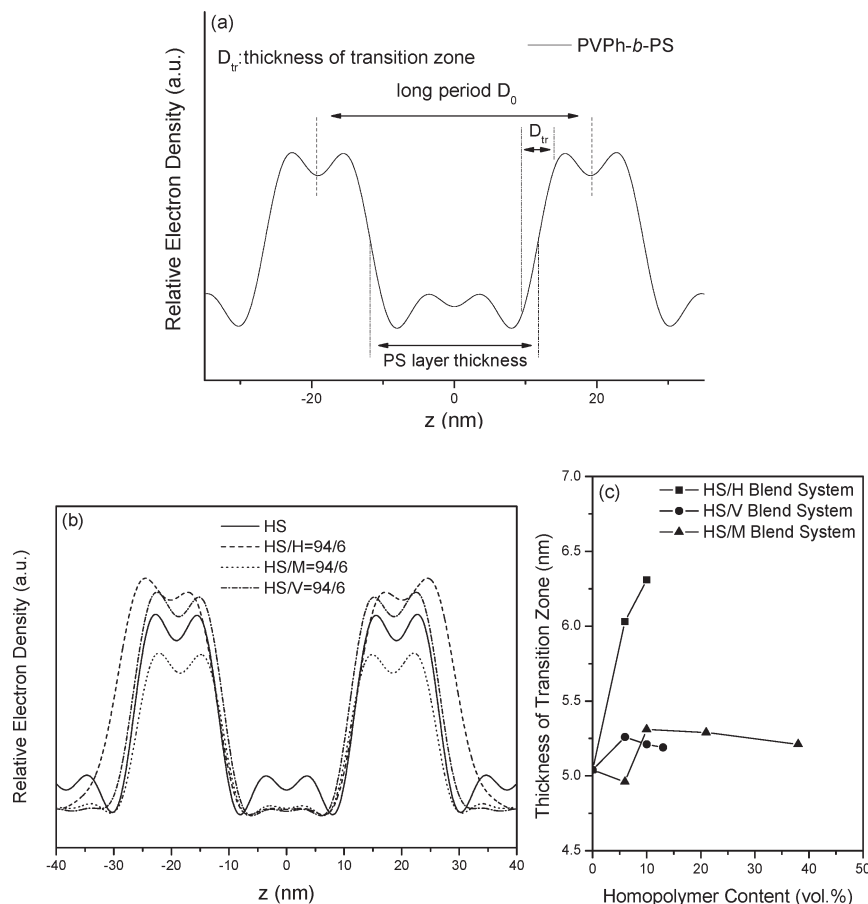 (a)
D_tr:thickness of transition zone
PVPh-b-PS
long period D_0
D_tr
PS layer thickness
Relative Electron Density (a.u.)
-20 0 20
z (nm)
(b)
HS
HS/H=94/6
HS/M=94/6
HS/V=94/6
Relative Electron Density (a.u.)
-40 -30 -20 -10 0 10 20 30 40
z (nm)
(c)
HS/H Blend System
HS/V Blend System
HS/M Blend System
Thickness of Transition Zone (nm)
7.0
6.5
6.0
5.5
5.0
4.5
0 10 20 30 40 50
Homopolymer Content (vol.%)